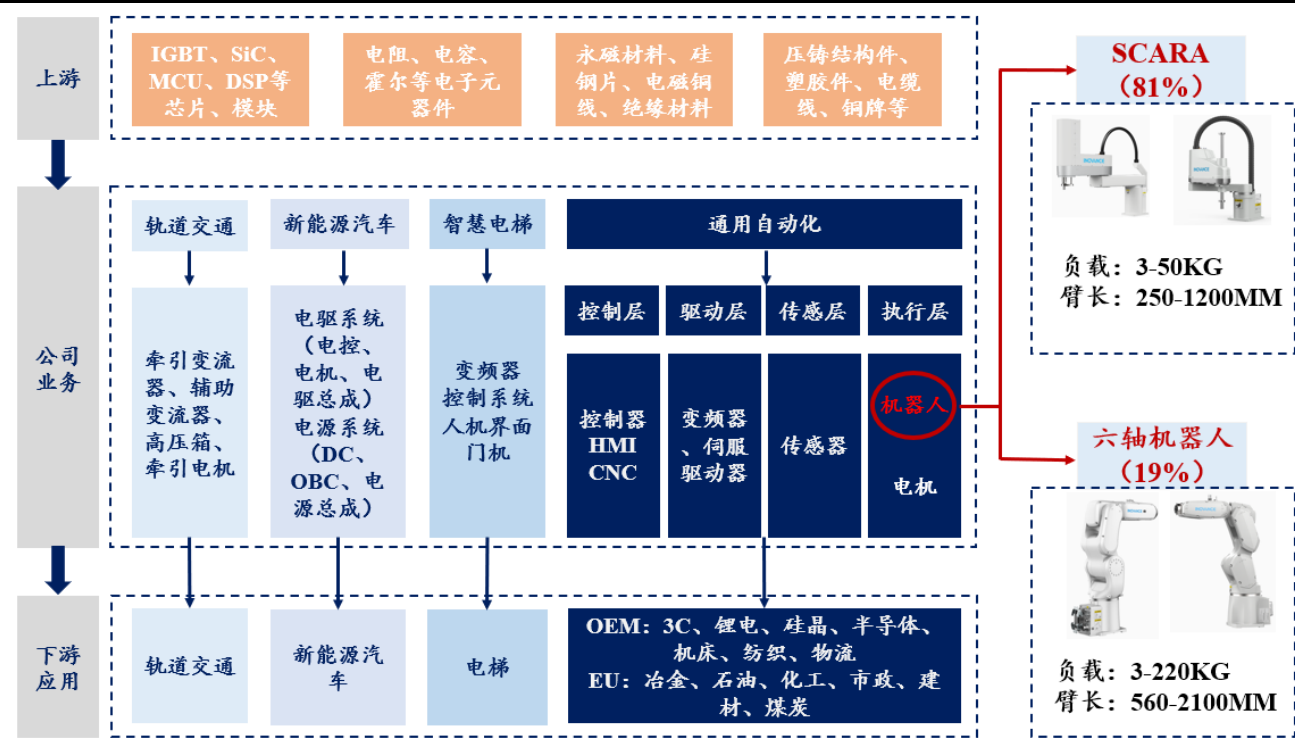 上游
IGBT、SiC、
MCU、DSP等
芯片、模块
电阻、电容、
霍尔等电子元
器件
永磁材料、硅
钢片、电磁铜
线、绝缘材料
压铸结构件、
塑胶件、电缆
线、铜牌等
公司
业务
轨道交通
新能源汽车
智慧电梯
通用自动化
牵引变流
器、辅助
变流器、
高压箱、
牵引电机
电驱系统
（电控、
电机、电
驱总成）
电源系统
（DC、
OBC、电
源总成）
变频器
控制系统
人机界面
门机
控制层
驱动层
传感层
执行层
控制器
HMI
CNC
变频器
、伺服
驱动器
传感器
机器人
电机
下游
应用
轨道交通
新能源汽
车
电梯
OEM：3C、锂电、硅晶、半导体、
机床、纺织、物流
EU：冶金、石油、化工、市政、建
材、煤炭
SCARA
（81%）
INOVANCE
INOVANCE
负载：3-50KG
臂长：250-1200MM
六轴机器人
（19%）
INOVANCE
INOVANCE
负载：3-220KG
臂长：560-2100MM